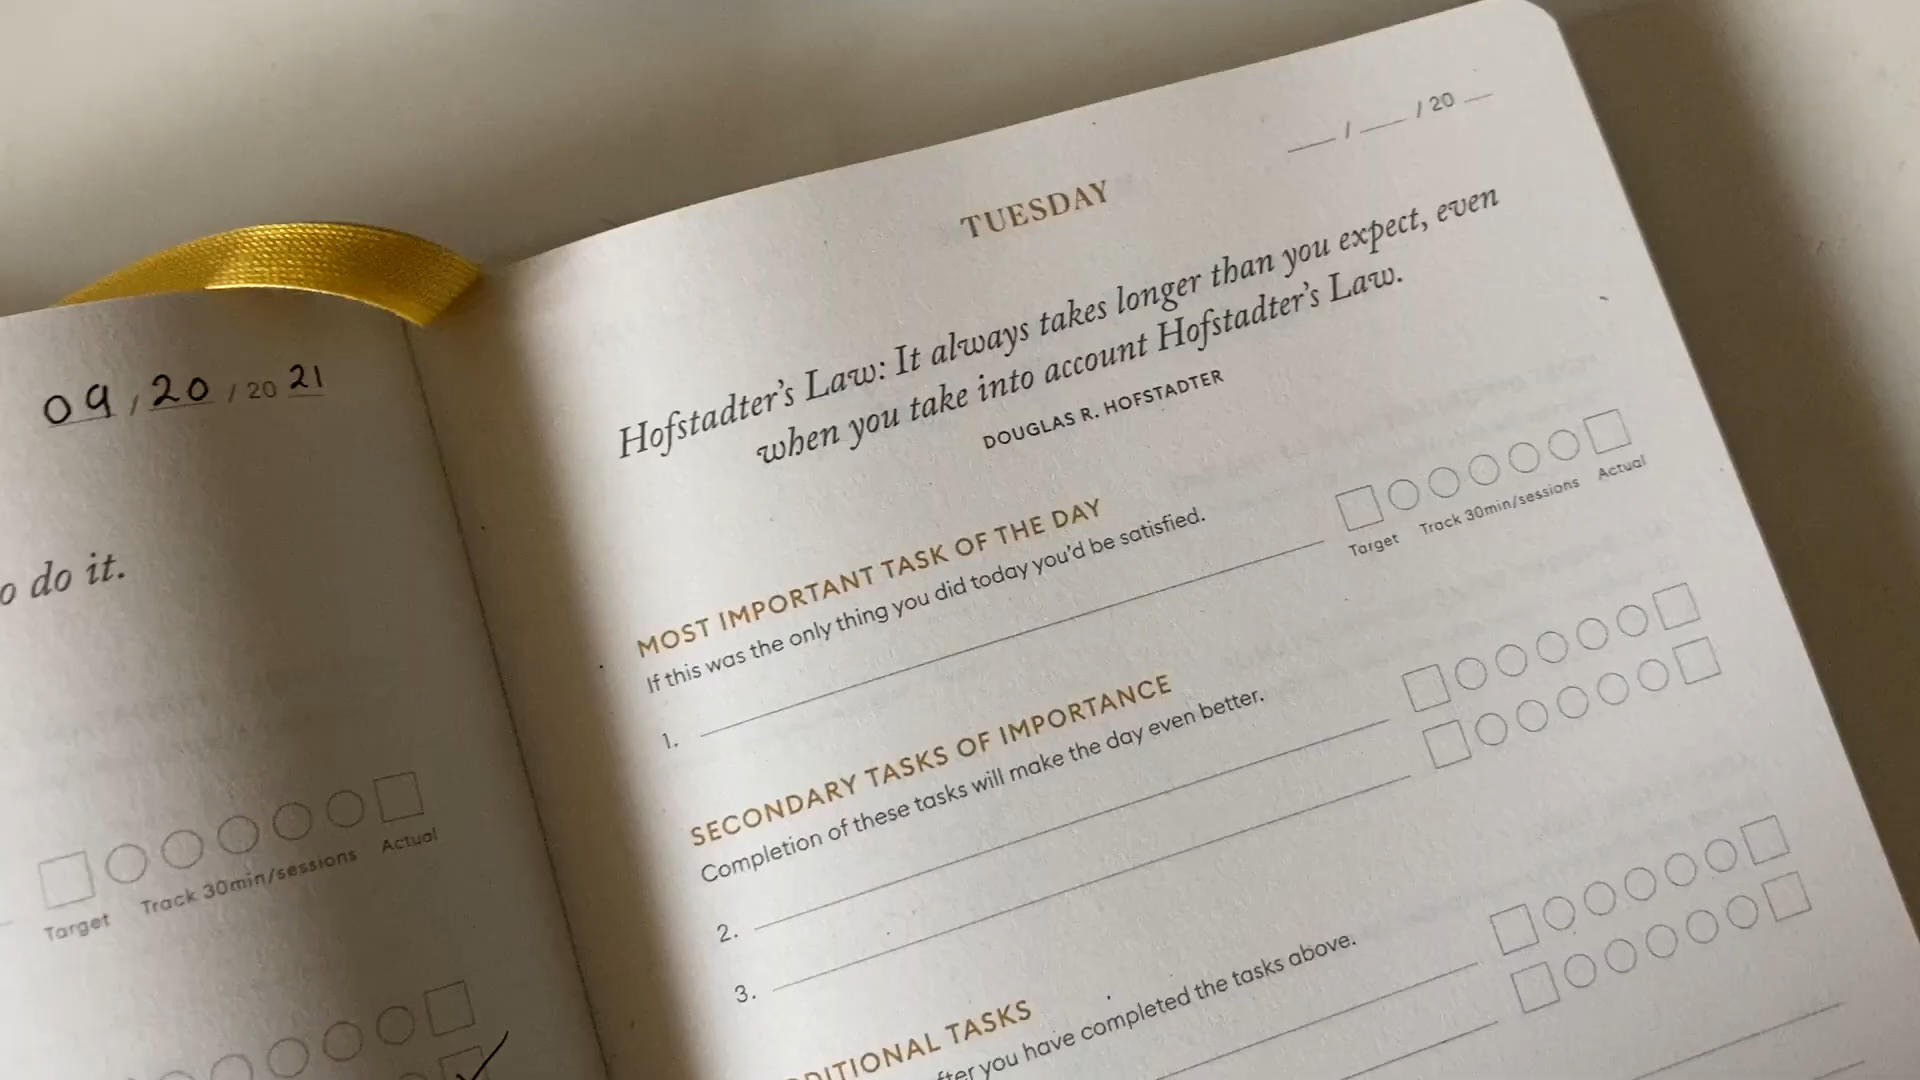 09 / 20 / 20 21
do it.
Target Track 30min/sessions Actual
/ / 20
TUESDAY
Hofstadter's Law: It always takes longer than you expect, even
when you take into account Hofstadter's Law.
DOUGLAS R. HOFSTADTER
MOST IMPORTANT TASK OF THE DAY
If this was the only thing you did today you'd be satisfied.
1.
Target Track 30min/sessions Actual
SECONDARY TASKS OF IMPORTANCE
Completion of these tasks will make the day even better.
2.
3.
DITIONAL TASKS
fter you have completed the tasks above.